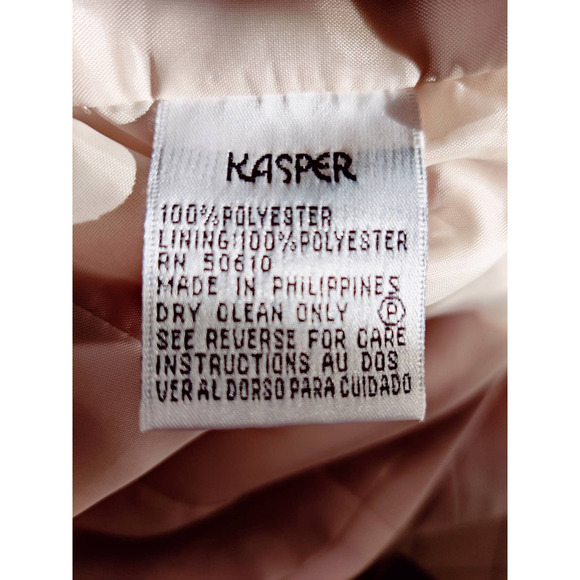 KASPER
100% POLYESTER
LINING:100% POLYESTER
RN 50610
MADE IN PHILIPPINES
DRY CLEAN ONLY Ⓟ
SEE REVERSE FOR CARE
INSTRUCTIONS AU DOS
VER AL DORSO PARA CUIDADO